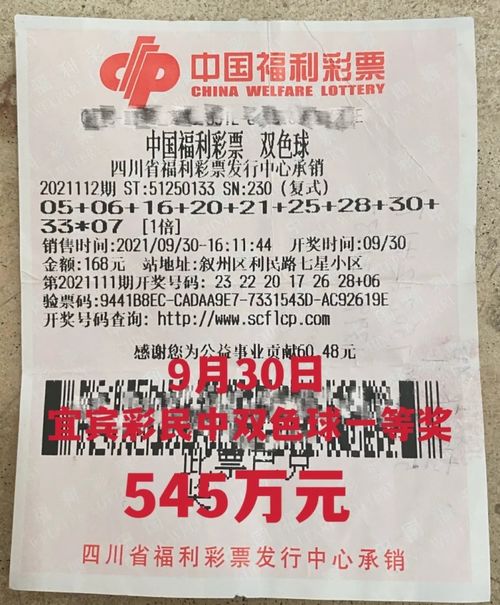 中国福利彩票
CHINA WELFARE LOTTERY
中国福利彩票 双色球
四川省福利彩票发行中心承销
2021112期 ST:51250133 SN:230 (复式)
05+06+16+20+21+25+28+30+
33*07 [1倍]
销售时间:2021/09/30-16:11:44 开奖时间:09/30
金额:168元 站地址:叙州区利民路七星小区
第2021111期开奖号码: 23 22 20 17 26 28+06
验票码:9441B8EC-CADAA9E7-7331543D-AC92619E
开奖号码查询: http://www.scflcp.com
感谢您为公益事业贡献60.48元
9月30日
宜宾彩民中双色球一等奖
545万元
四川省福利彩票发行中心承销